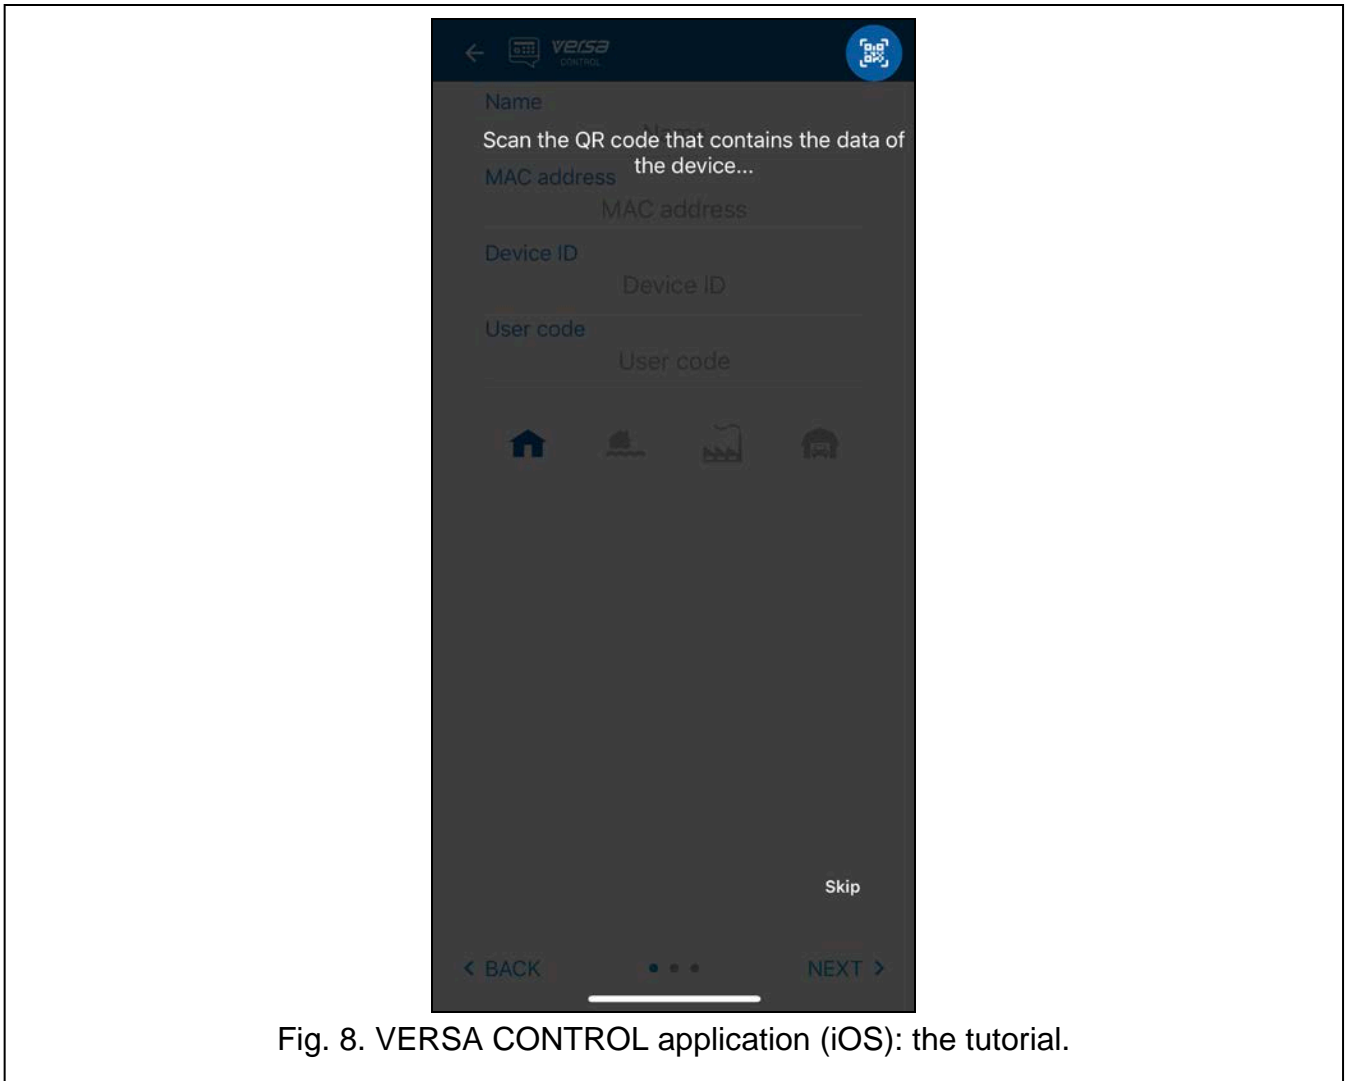 VERSA
CONTROL
Name
Name
Scan the QR code that contains the data of
the device...
MAC address
MAC address
Device ID
Device ID
User code
User code
Skip
BACK
NEXT
Fig. 8. VERSA CONTROL application (iOS): the tutorial.